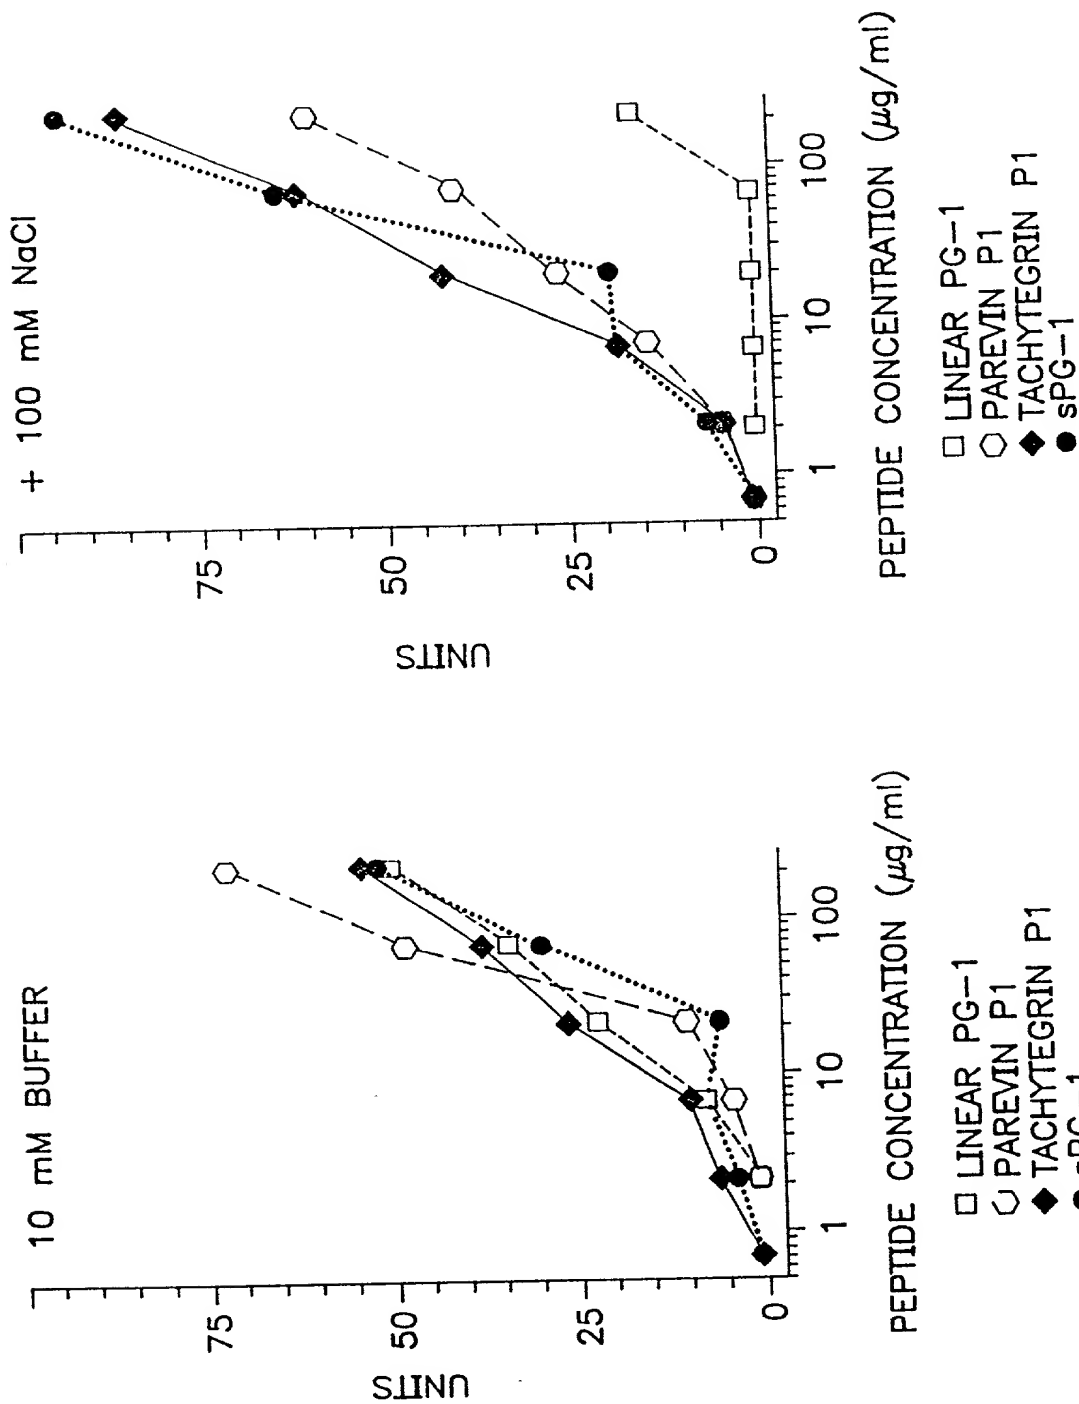 10 mM BUFFER
UNITS
75
50
25
0
1
10
100
PEPTIDE CONCENTRATION (µg/ml)
LINEAR PG-1
PAREVIN P1
TACHYTEGRIN P1
sPG-1
+ 100 mM NaCl
UNITS
75
50
25
0
1
10
100
PEPTIDE CONCENTRATION (µg/ml)
LINEAR PG-1
PAREVIN P1
TACHYTEGRIN P1
sPG-1